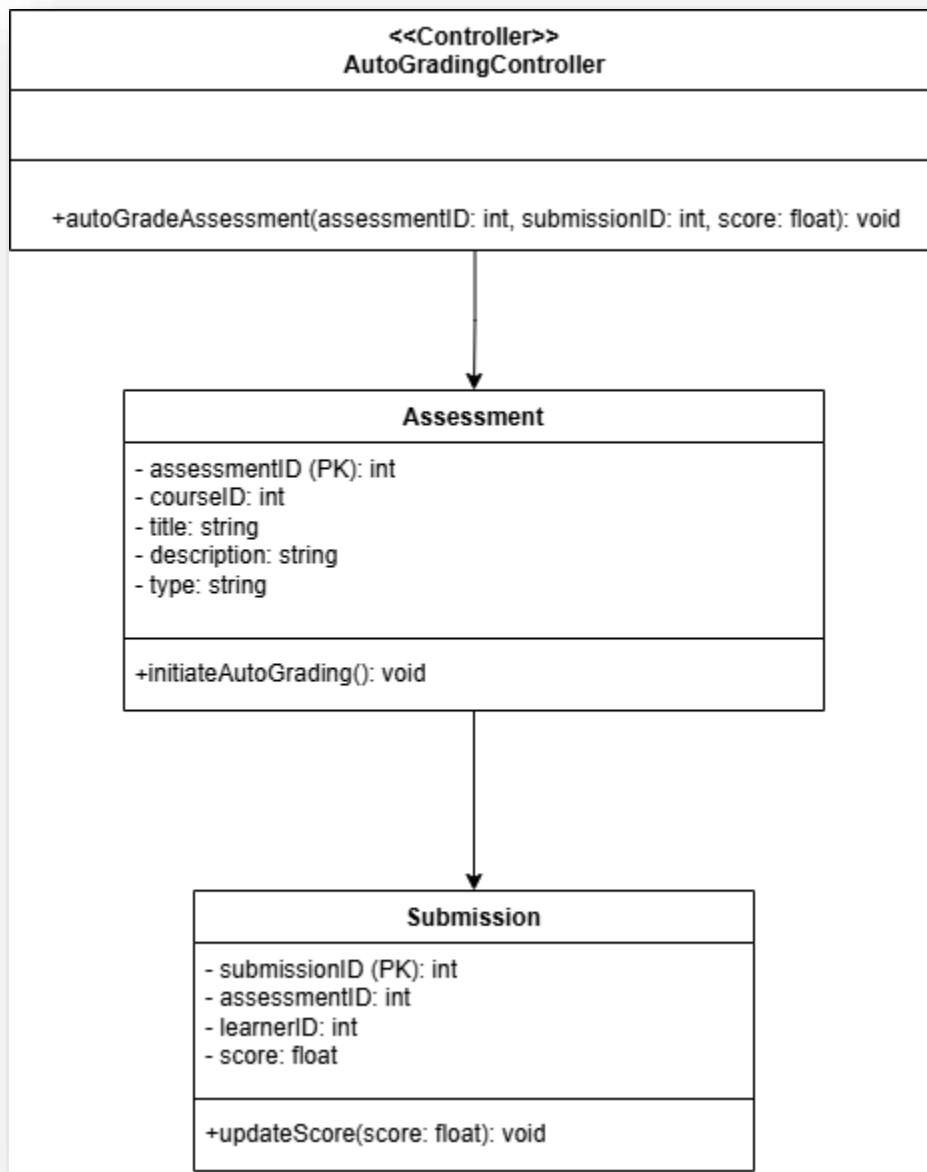 <<Controller>>
AutoGradingController
+autoGradeAssessment(assessmentID: int, submissionID: int, score: float): void
Assessment
- assessmentID (PK): int
- courseID: int
- title: string
- description: string
- type: string
+initiateAutoGrading(): void
Submission
- submissionID (PK): int
- assessmentID: int
- learnerID: int
- score: float
+updateScore(score: float): void